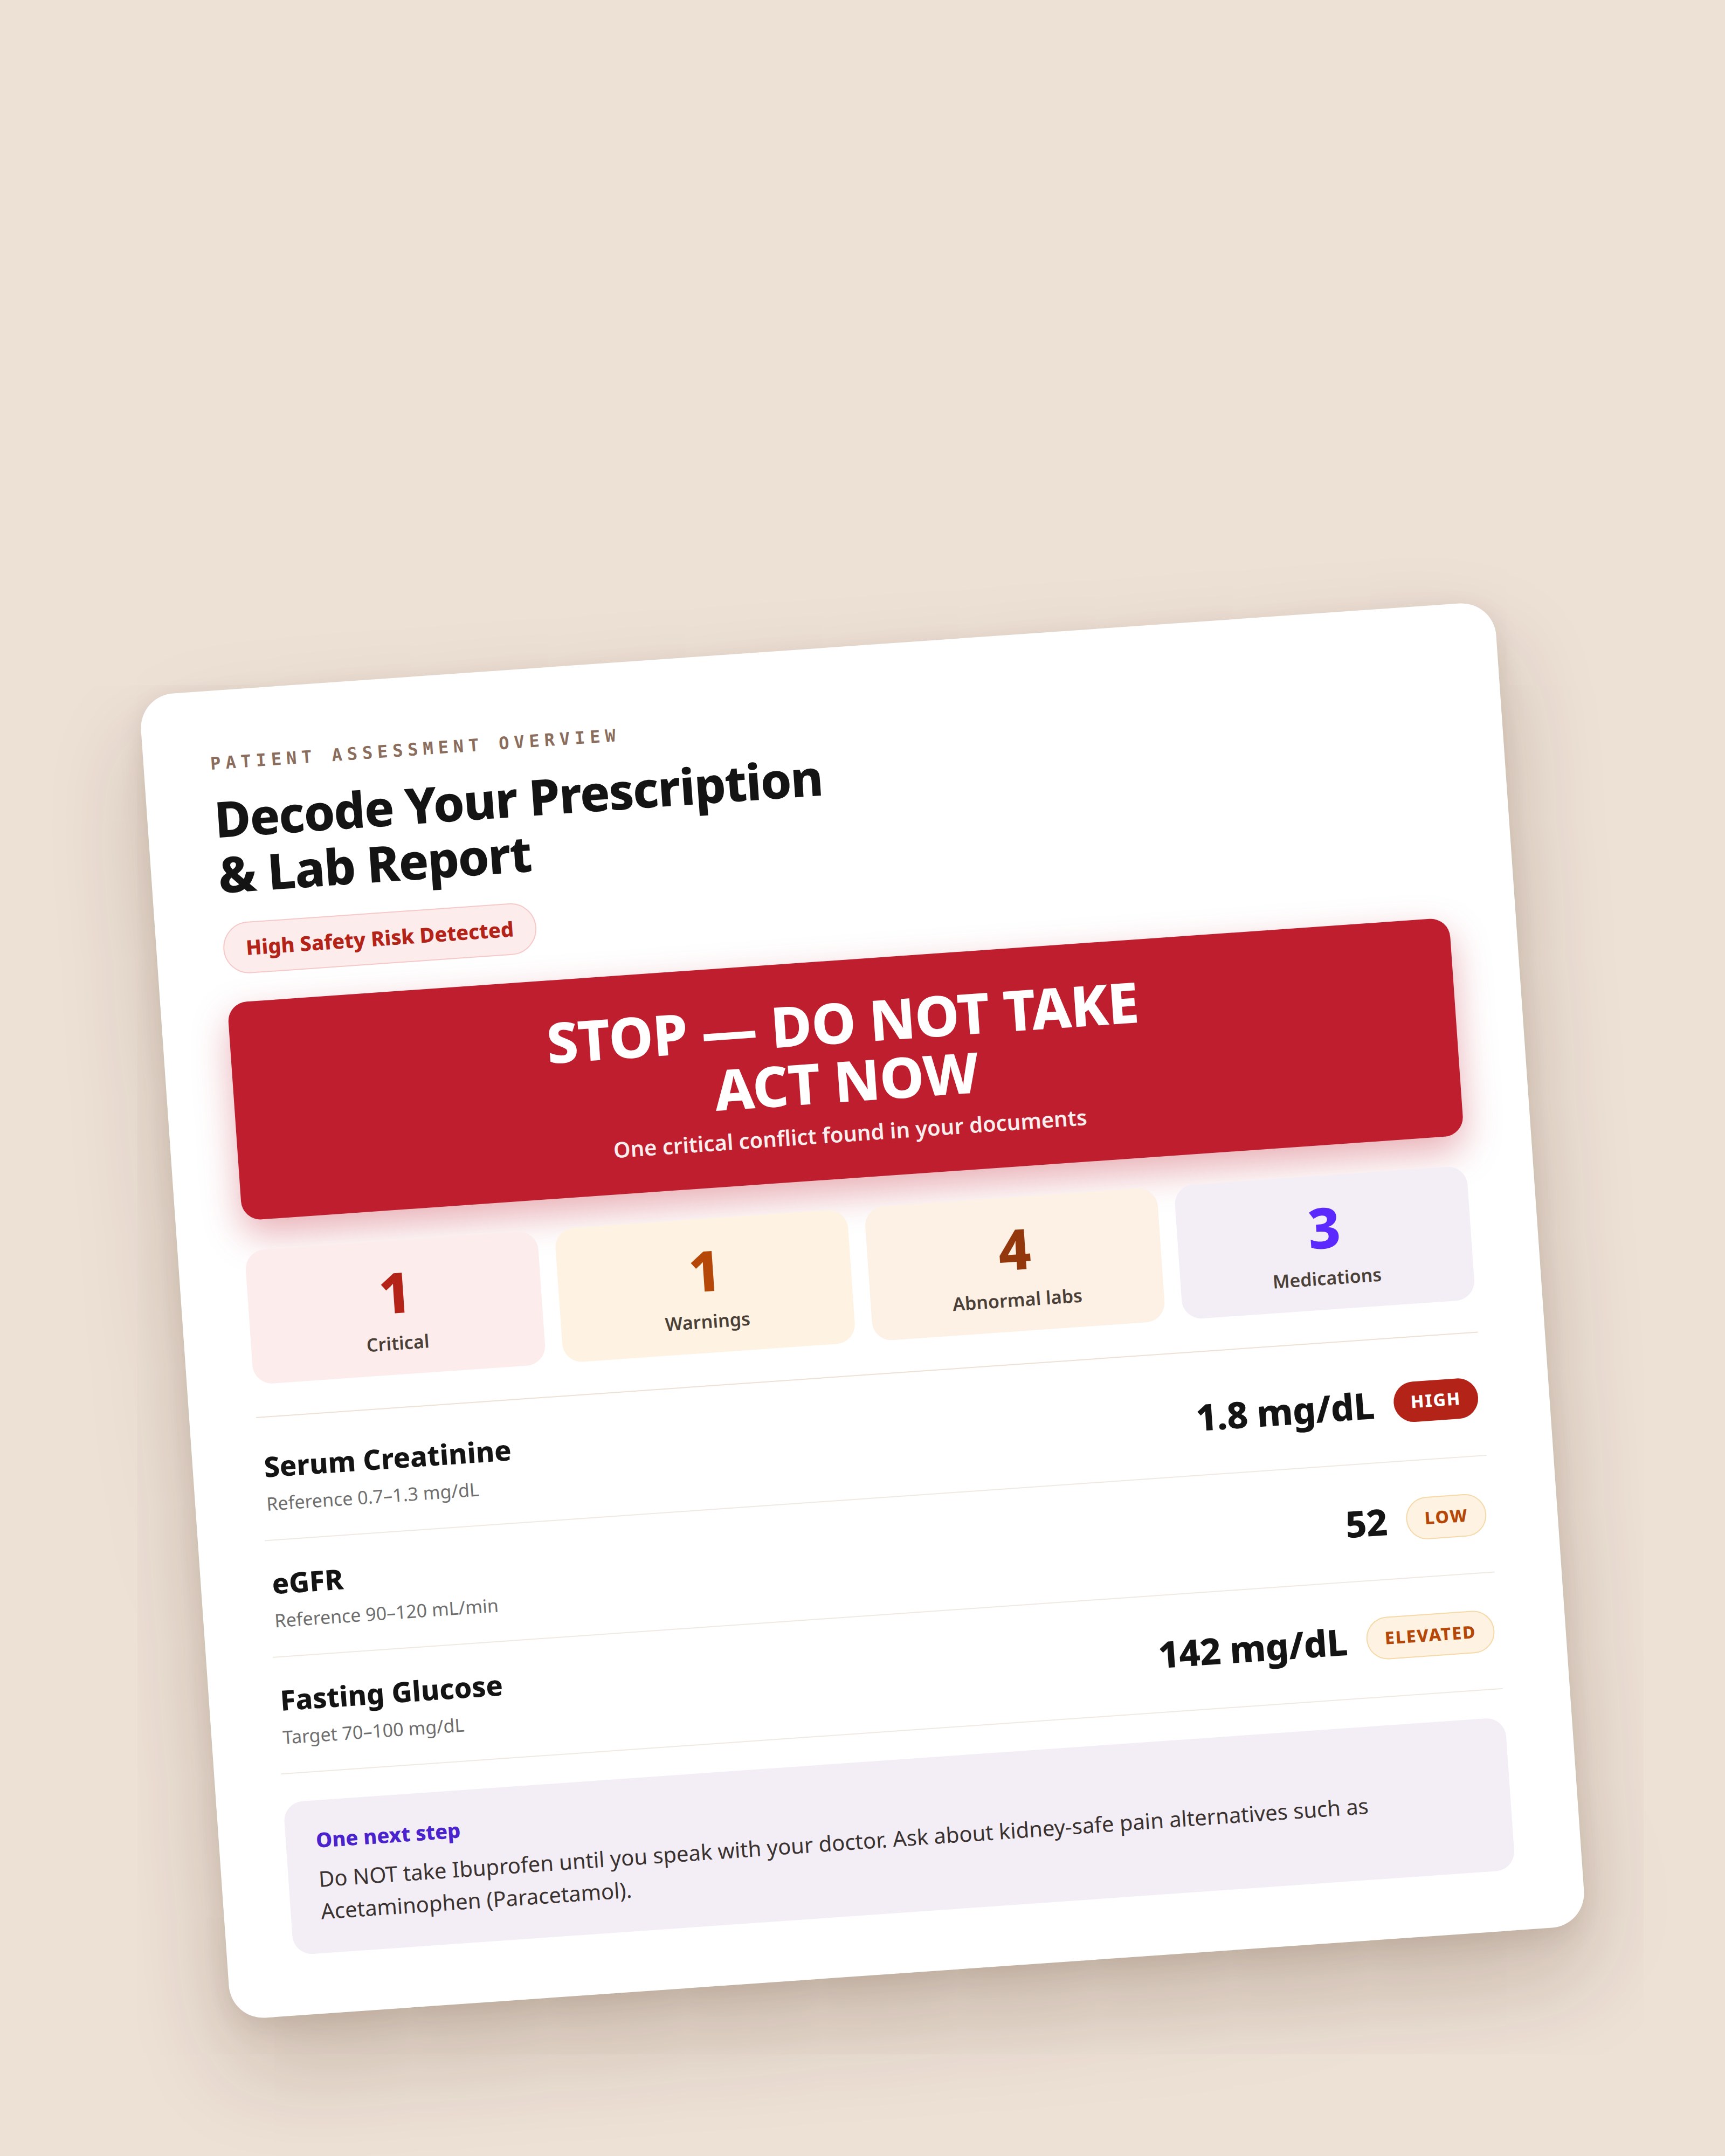 PATIENT ASSESSMENT OVERVIEW
Decode Your Prescription
& Lab Report
High Safety Risk Detected
STOP — DO NOT TAKE
ACT NOW
One critical conflict found in your documents
1
Critical
1
Warnings
4
Abnormal labs
3
Medications
Serum Creatinine
Reference 0.7–1.3 mg/dL
1.8 mg/dL HIGH
eGFR
Reference 90–120 mL/min
52 LOW
Fasting Glucose
Target 70–100 mg/dL
142 mg/dL ELEVATED
One next step
Do NOT take Ibuprofen until you speak with your doctor. Ask about kidney-safe pain alternatives such as
Acetaminophen (Paracetamol).